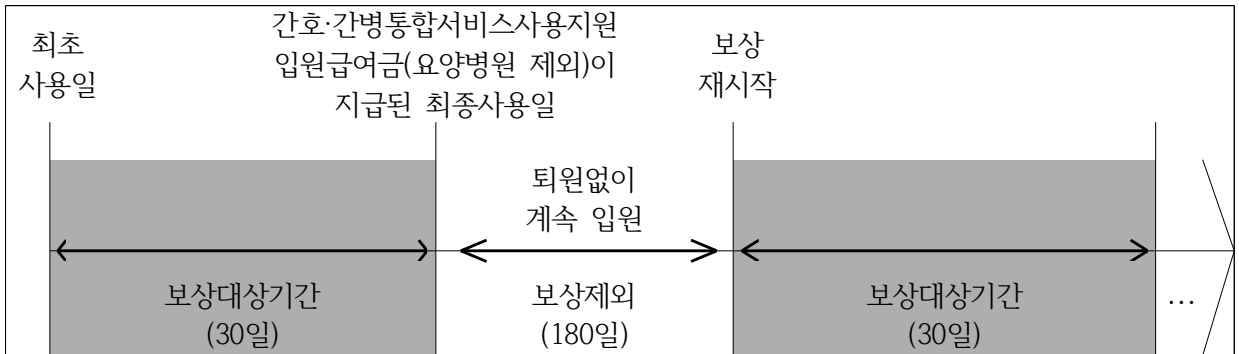 최초
사용일
간호·간병통합서비스사용지원
입원급여금(요양병원 제외)이
지급된 최종사용일
보상
재시작
퇴원없이
계속 입원
보상대상기간
(30일)
보상제외
(180일)
보상대상기간
(30일)
…